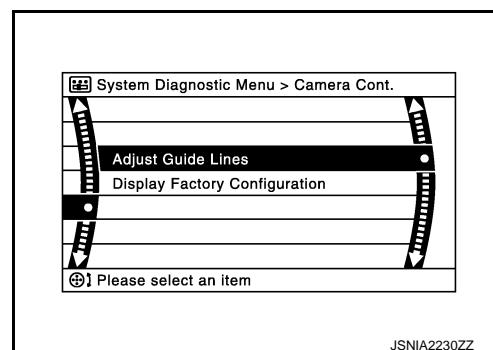 System Diagnostic Menu > Camera Cont.
Adjust Guide Lines
Display Factory Configuration
Please select an item
JSNIA2230ZZ